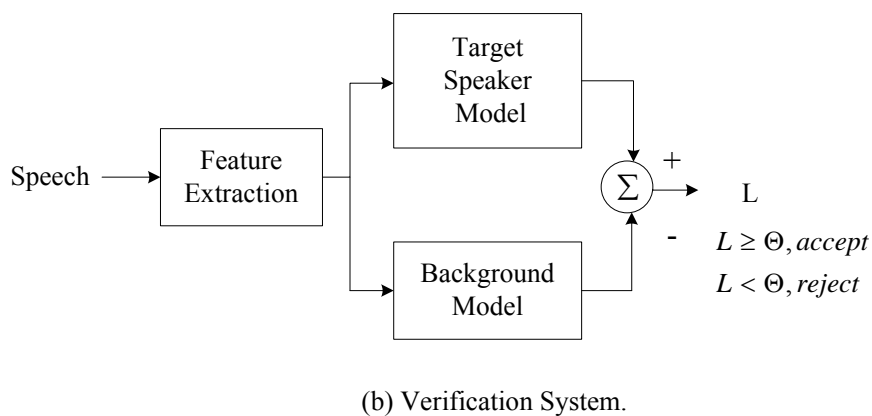 Target
Speaker
Model
Speech
Feature
Extraction
Σ
+
-
L
L ≥ Θ, accept
L < Θ, reject
Background
Model
(b) Verification System.